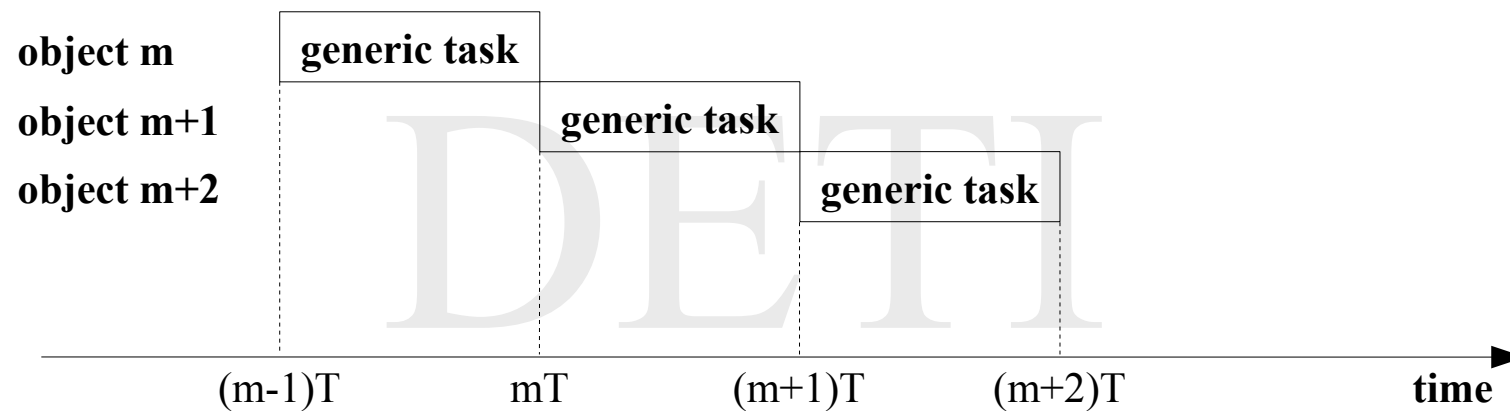 object m generic task
object m+1 generic task
object m+2 generic task
DETI
(m-1)T mT (m+1)T (m+2)T time